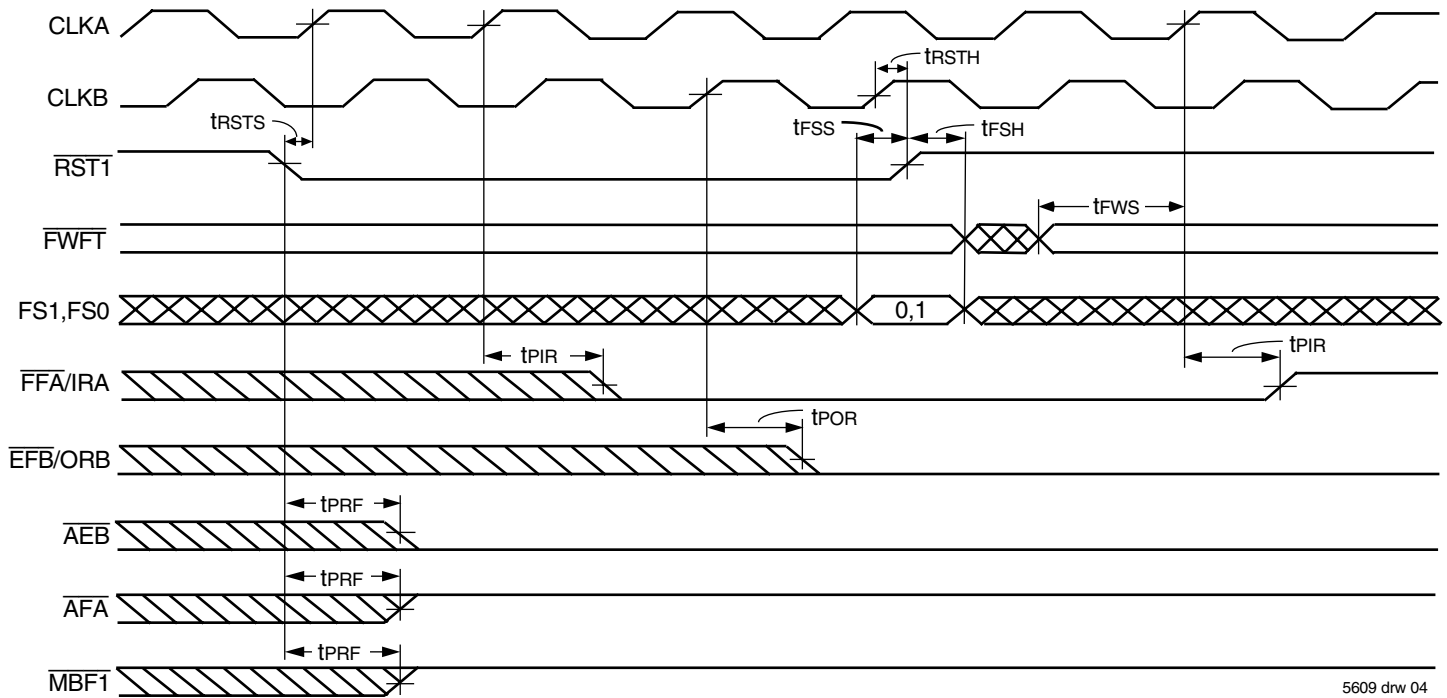 CLKA
tRSTH
CLKB
tRSTS
tFSS
tFSH
RST1
tFWS
FWFT
FS1,FS0
0,1
tPIR
tPIR
FFA/IRA
tPOR
EFB/ORB
tPRF
AEB
tPRF
AFA
tPRF
MBF1
5609 drw 04